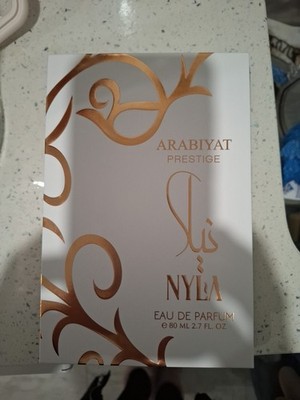 ARABIYAT
PRESTIGE
نيلا
NYLA
EAU DE PARFUM
℮ 80 ML 2.7 FL. OZ